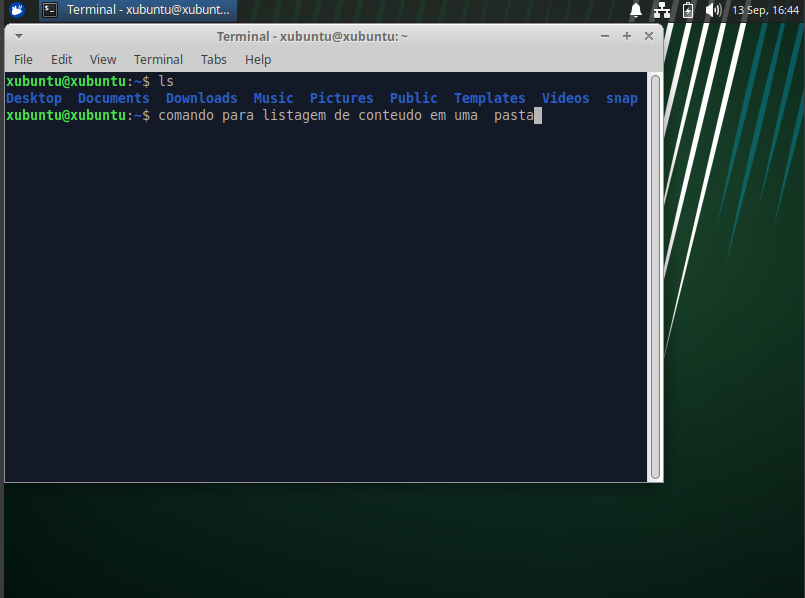 Terminal - xubuntu@xubunt...
13 Sep, 16:44
Terminal - xubuntu@xubuntu: ~
File Edit View Terminal Tabs Help
xubuntu@xubuntu:~$ ls
Desktop  Documents  Downloads  Music  Pictures  Public  Templates  Videos  snap
xubuntu@xubuntu:~$ comando para listagem de conteudo em uma  pasta